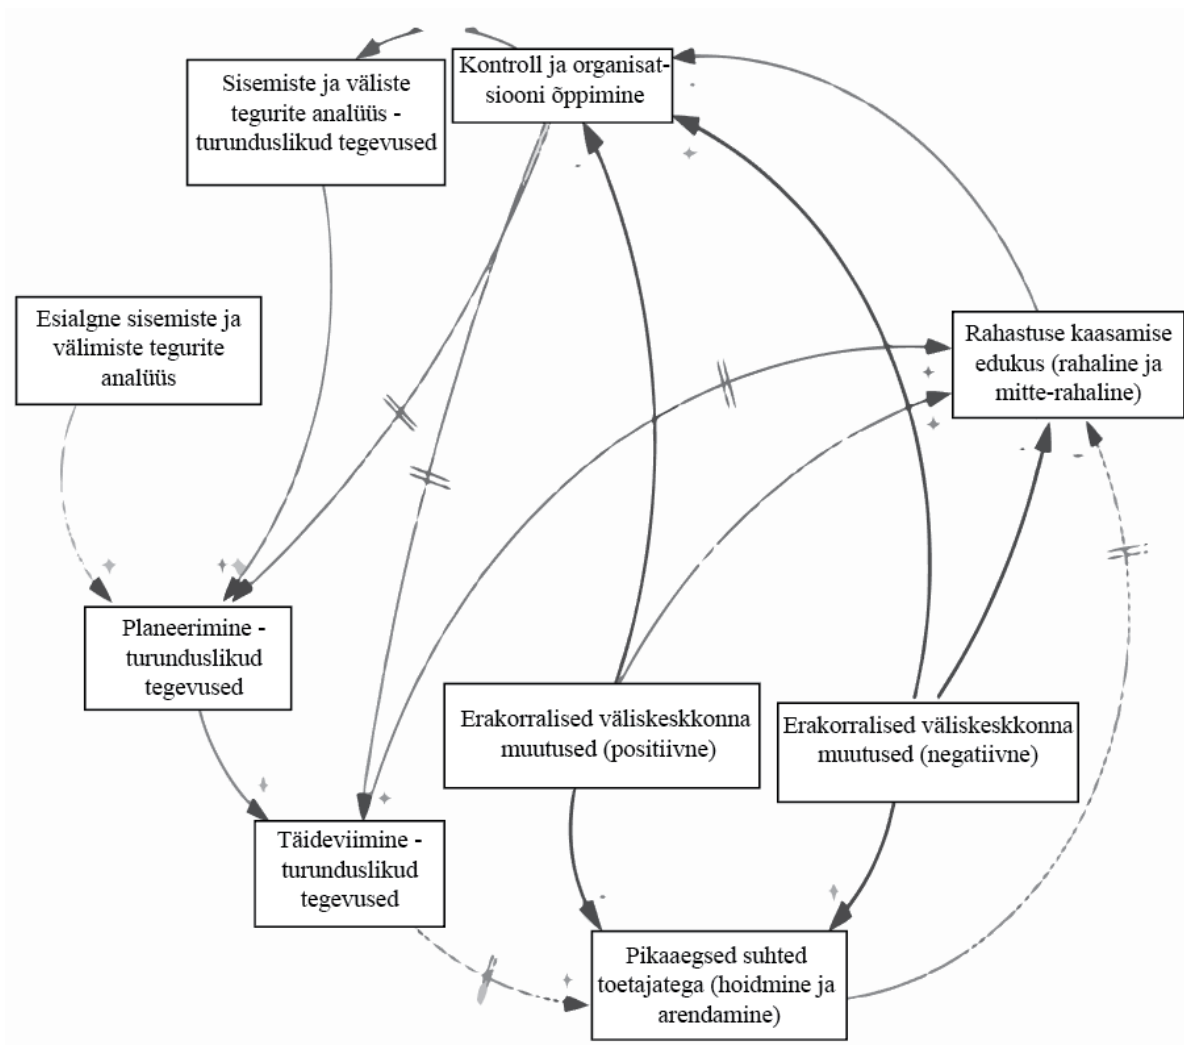 Sisemiste ja väliste
tegurite analüüs -
turunduslikud tegevused
Kontroll ja organisat-
siooni õppimine
Esialgne sisemiste ja
välimiste tegurite
analüüs
Rahastuse kaasamise
edukus (rahaline ja
mitte-rahaline)
Planeerimine -
turunduslikud
tegevused
Erakorralised väliskeskkonna
muutused (positiivne)
Erakorralised väliskeskkonna
muutused (negatiivne)
Täideviimine -
turunduslikud
tegevused
Pikaaegsed suhted
toetajatega (hoidmine ja
arendamine)